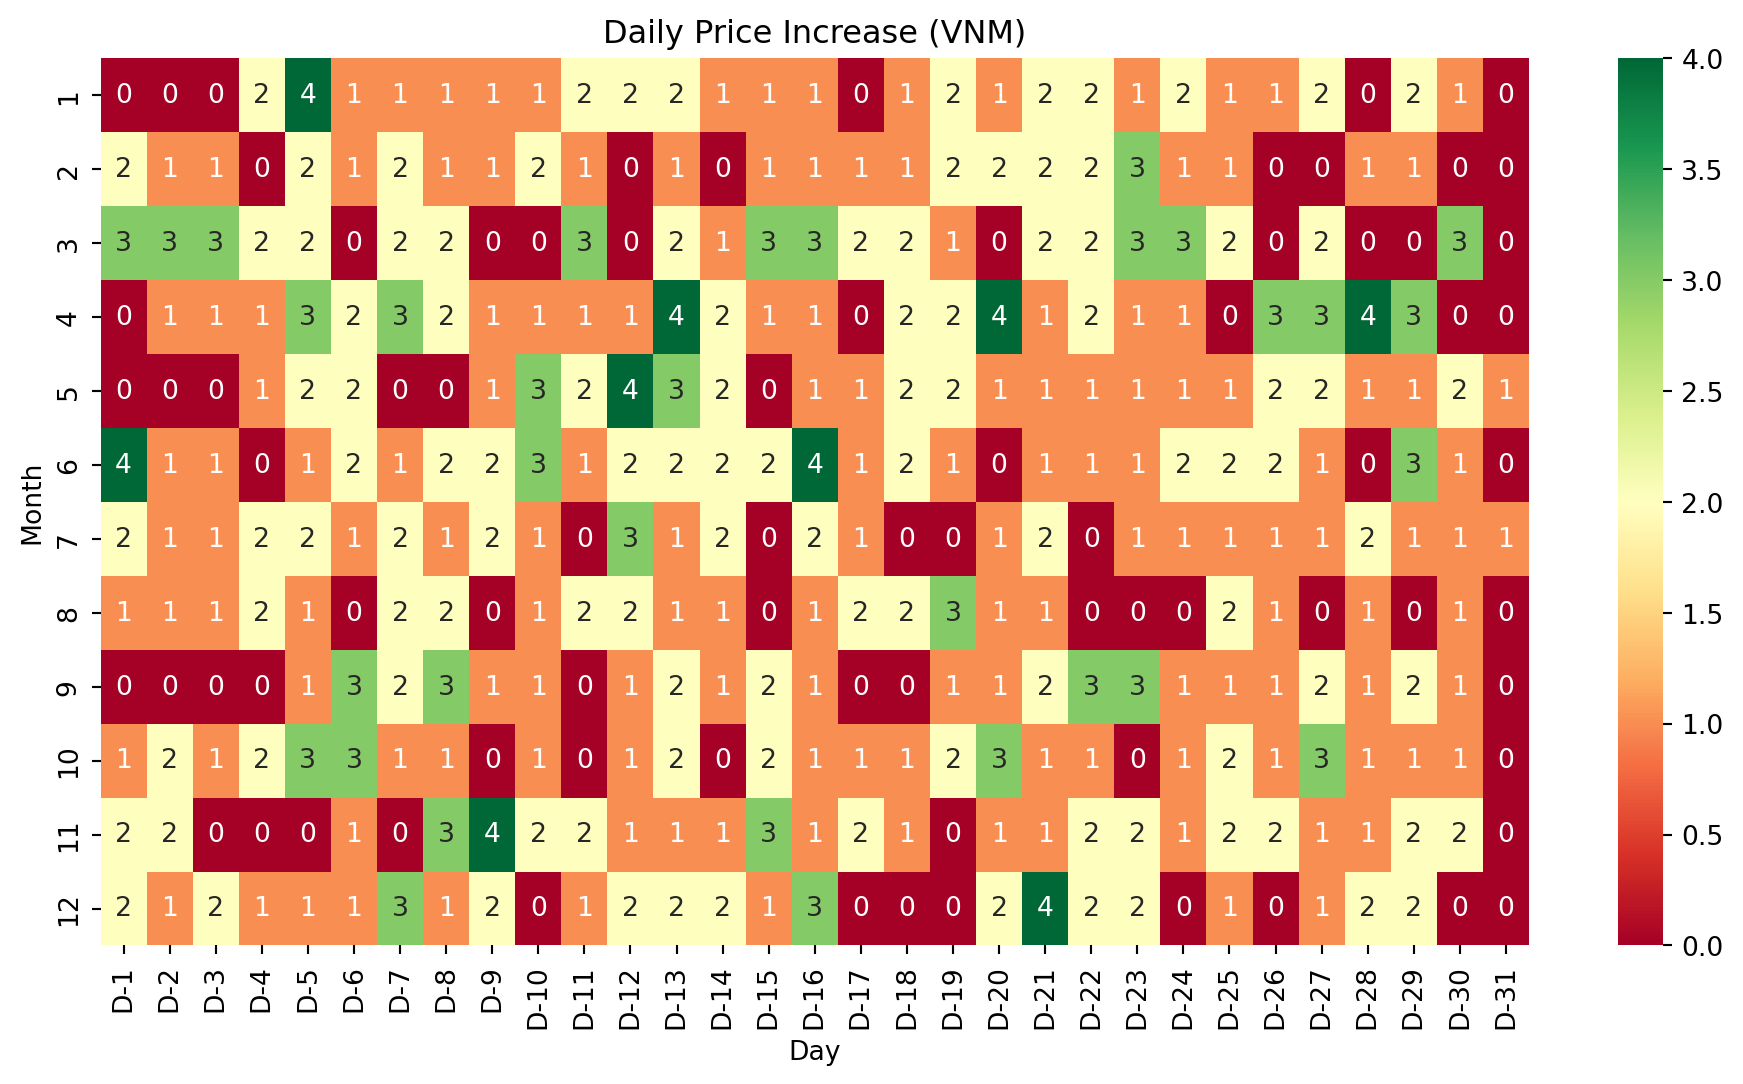 Daily Price Increase (VNM)
1 0 0 0 2 4 1 1 1 1 1 2 2 2 1 1 1 0 1 2 1 2 2 1 2 1 1 2 0 2 1 0
2 2 1 1 0 2 1 2 1 1 2 1 0 1 0 1 1 1 1 2 2 2 2 3 1 1 0 0 1 1 0 0
3 3 3 3 2 2 0 2 2 0 0 3 0 2 1 3 3 2 2 1 0 2 2 3 3 2 0 2 0 0 3 0
4 0 1 1 1 3 2 3 2 1 1 1 1 4 2 1 1 0 2 2 4 1 2 1 1 0 3 3 4 3 0 0
5 0 0 0 1 2 2 0 0 1 3 2 4 3 2 0 1 1 2 2 1 1 1 1 1 1 2 2 1 1 2 1
6 4 1 1 0 1 2 1 2 2 3 1 2 2 2 2 4 1 2 1 0 1 1 1 2 2 2 1 0 3 1 0
7 2 1 1 2 2 1 2 1 2 1 0 3 1 2 0 2 1 0 0 1 2 0 1 1 1 1 1 2 1 1 1
8 1 1 1 2 1 0 2 2 0 1 2 2 1 1 0 1 2 2 3 1 1 0 0 0 2 1 0 1 0 1 0
9 0 0 0 0 1 3 2 3 1 1 0 1 2 1 2 1 0 0 1 1 2 3 3 1 1 1 2 1 2 1 0
10 1 2 1 2 3 3 1 1 0 1 0 1 2 0 2 1 1 1 2 3 1 1 0 1 2 1 3 1 1 1 0
11 2 2 0 0 0 1 0 3 4 2 2 1 1 1 3 1 2 1 0 1 1 2 2 1 2 2 1 1 2 2 0
12 2 1 2 1 1 1 3 1 2 0 1 2 2 2 1 3 0 0 0 2 4 2 2 0 1 0 1 2 2 0 0
Month
D-1 D-2 D-3 D-4 D-5 D-6 D-7 D-8 D-9 D-10 D-11 D-12 D-13 D-14 D-15 D-16 D-17 D-18 D-19 D-20 D-21 D-22 D-23 D-24 D-25 D-26 D-27 D-28 D-29 D-30 D-31
Day
4.0
3.5
3.0
2.5
2.0
1.5
1.0
0.5
0.0